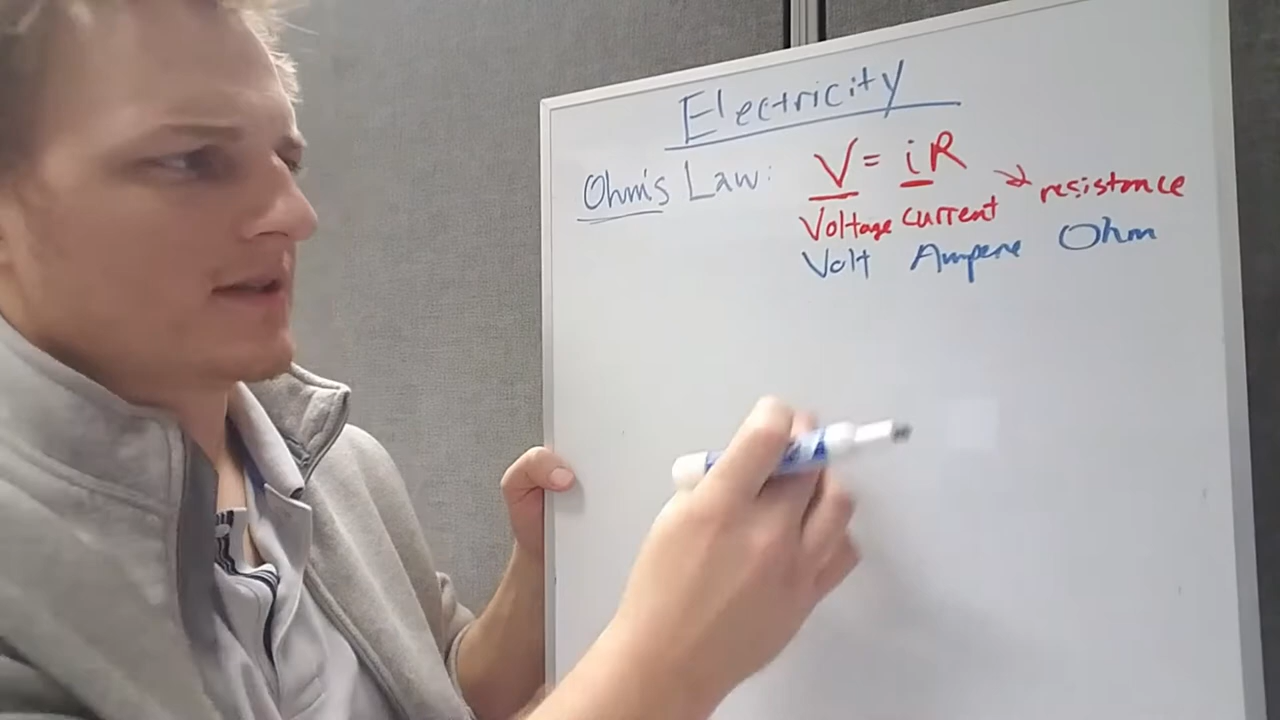 Electricity
Ohm's Law: V = iR
Voltage current → resistance
Volt Ampere Ohm